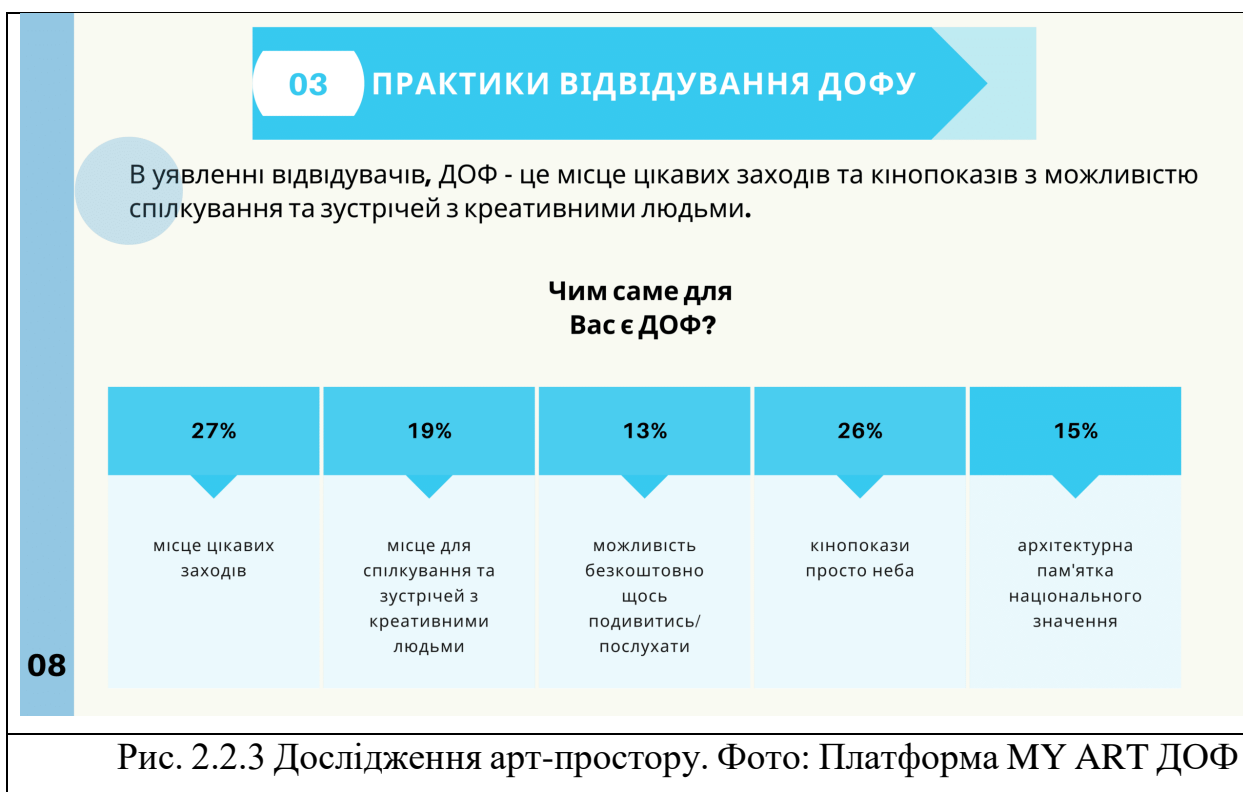 03 ПРАКТИКИ ВІДВІДУВАННЯ ДОФУ
В уявленні відвідувачів, ДОФ - це місце цікавих заходів та кінопоказів з можливістю
спілкування та зустрічей з креативними людьми.
Чим саме для
Вас є ДОФ?
27%
місце цікавих
заходів
19%
місце для
спілкування та
зустрічей з
креативними
людьми
13%
можливість
безкоштовно
щось
подивитись/
послухати
26%
кінопокази
просто неба
15%
архітектурна
пам'ятка
національного
значення
08
Рис. 2.2.3 Дослідження арт-простору. Фото: Платформа MY ART ДОФ